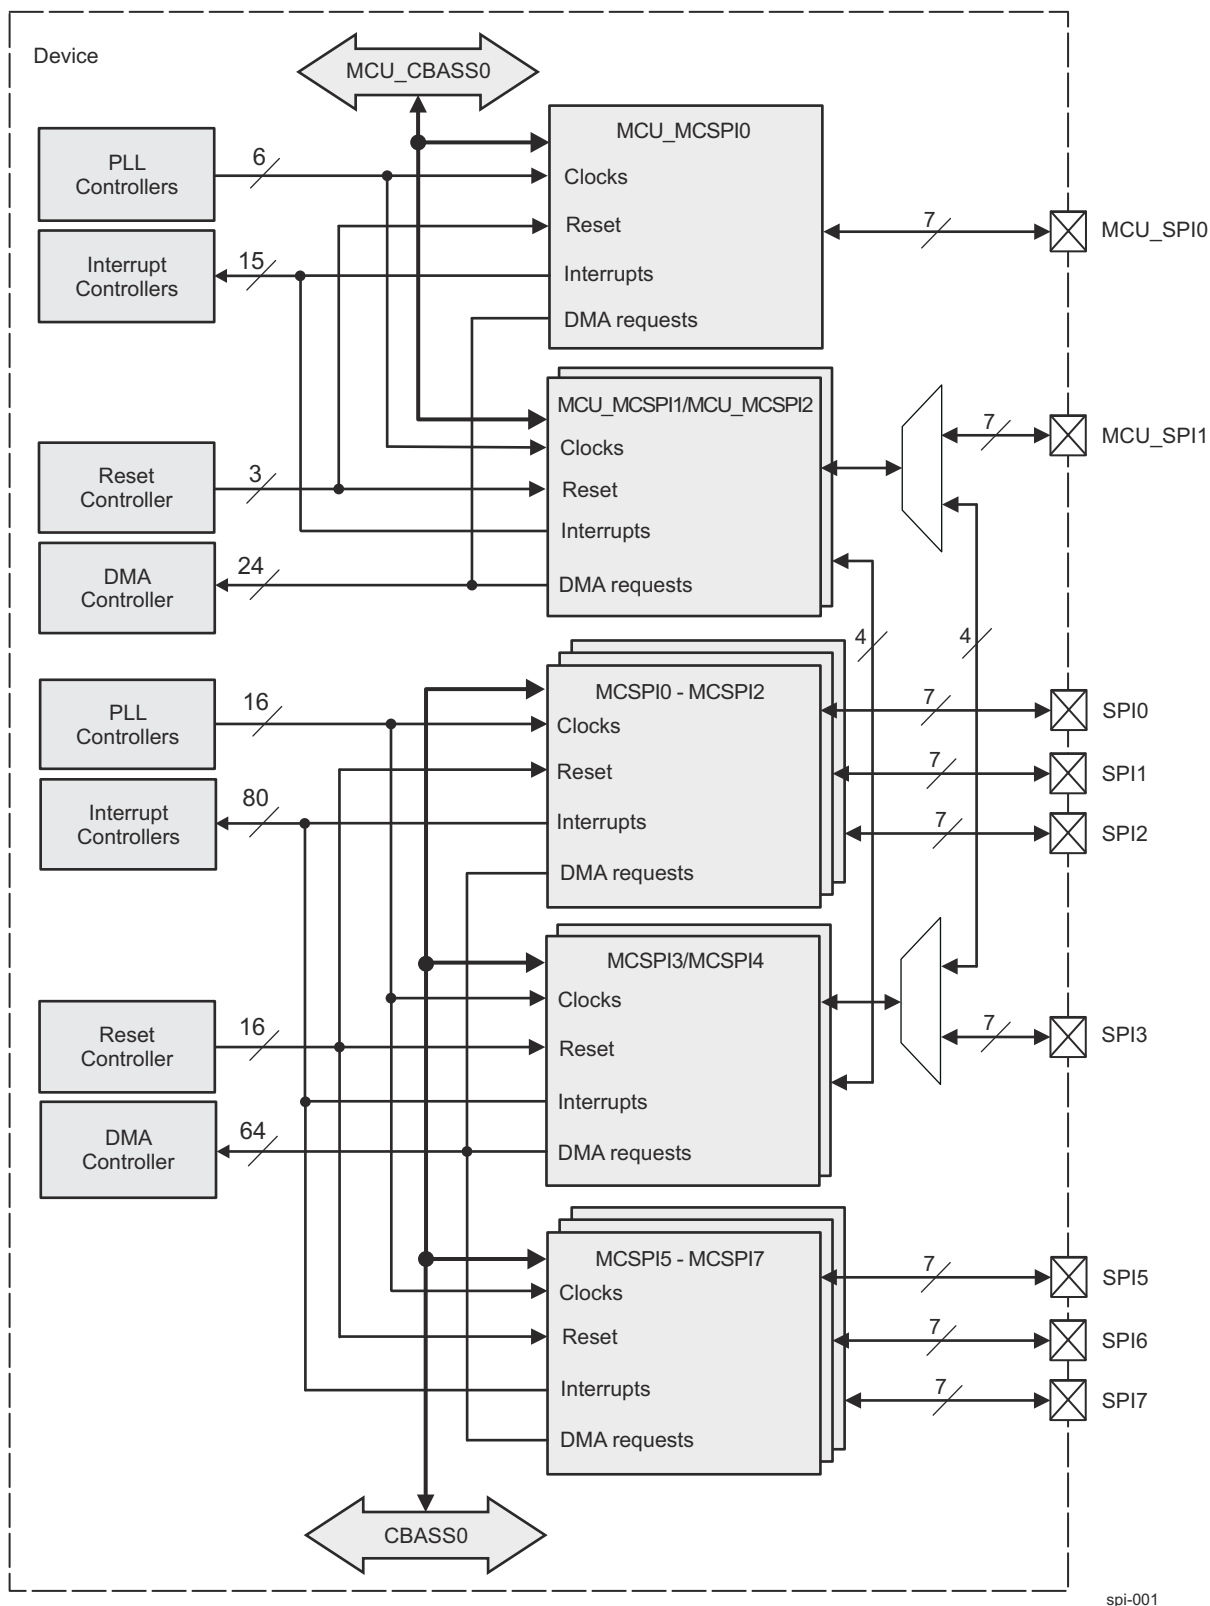 Device
MCU_CBASS0
PLL
Controllers
6
Interrupt
Controllers
15
MCU_MCSPI0
Clocks
Reset
Interrupts
DMA requests
7
MCU_SPI0
Reset
Controller
3
DMA
Controller
24
MCU_MCSPI1/MCU_MCSPI2
Clocks
Reset
Interrupts
DMA requests
7
MCU_SPI1
4
4
PLL
Controllers
16
Interrupt
Controllers
80
MCSPI0 - MCSPI2
Clocks
Reset
Interrupts
DMA requests
7
SPI0
7
SPI1
7
SPI2
Reset
Controller
16
DMA
Controller
64
MCSPI3/MCSPI4
Clocks
Reset
Interrupts
DMA requests
7
SPI3
MCSPI5 - MCSPI7
Clocks
Reset
Interrupts
DMA requests
7
SPI5
7
SPI6
7
SPI7
CBASS0
spi-001